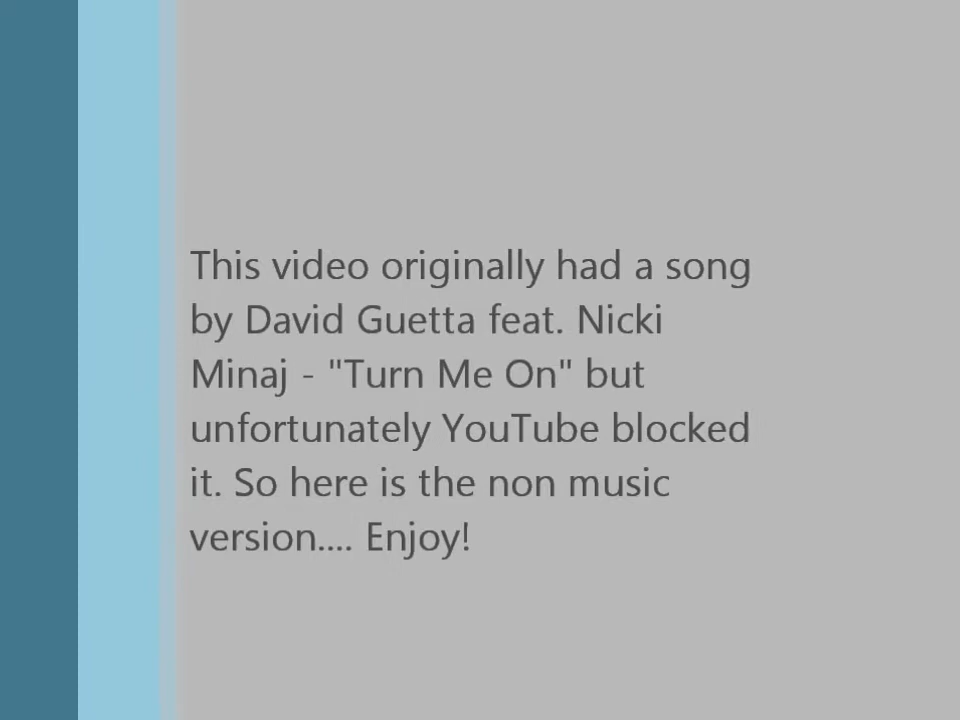 This video originally had a song
by David Guetta feat. Nicki
Minaj - "Turn Me On" but
unfortunately YouTube blocked
it. So here is the non music
version.... Enjoy!